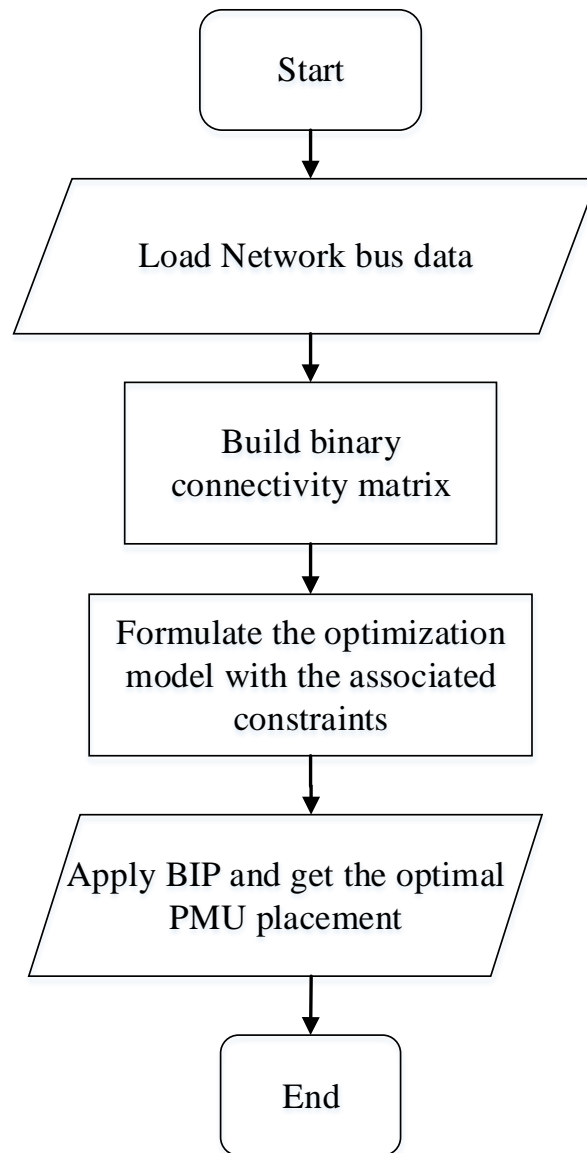 Start
Load Network bus data
Build binary
connectivity matrix
Formulate the optimization
model with the associated
constraints
Apply BIP and get the optimal
PMU placement
End